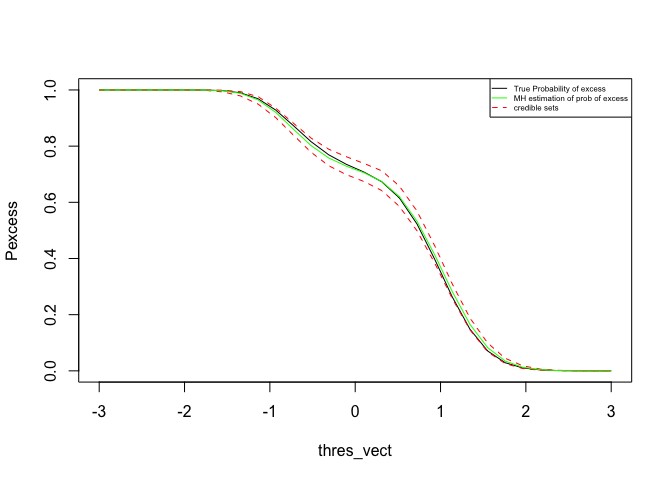 True Probability of excess
MH estimation of prob of excess
credible sets
Pexcess
1.0
0.8
0.6
0.4
0.2
0.0
-3 -2 -1 0 1 2 3
thres_vect